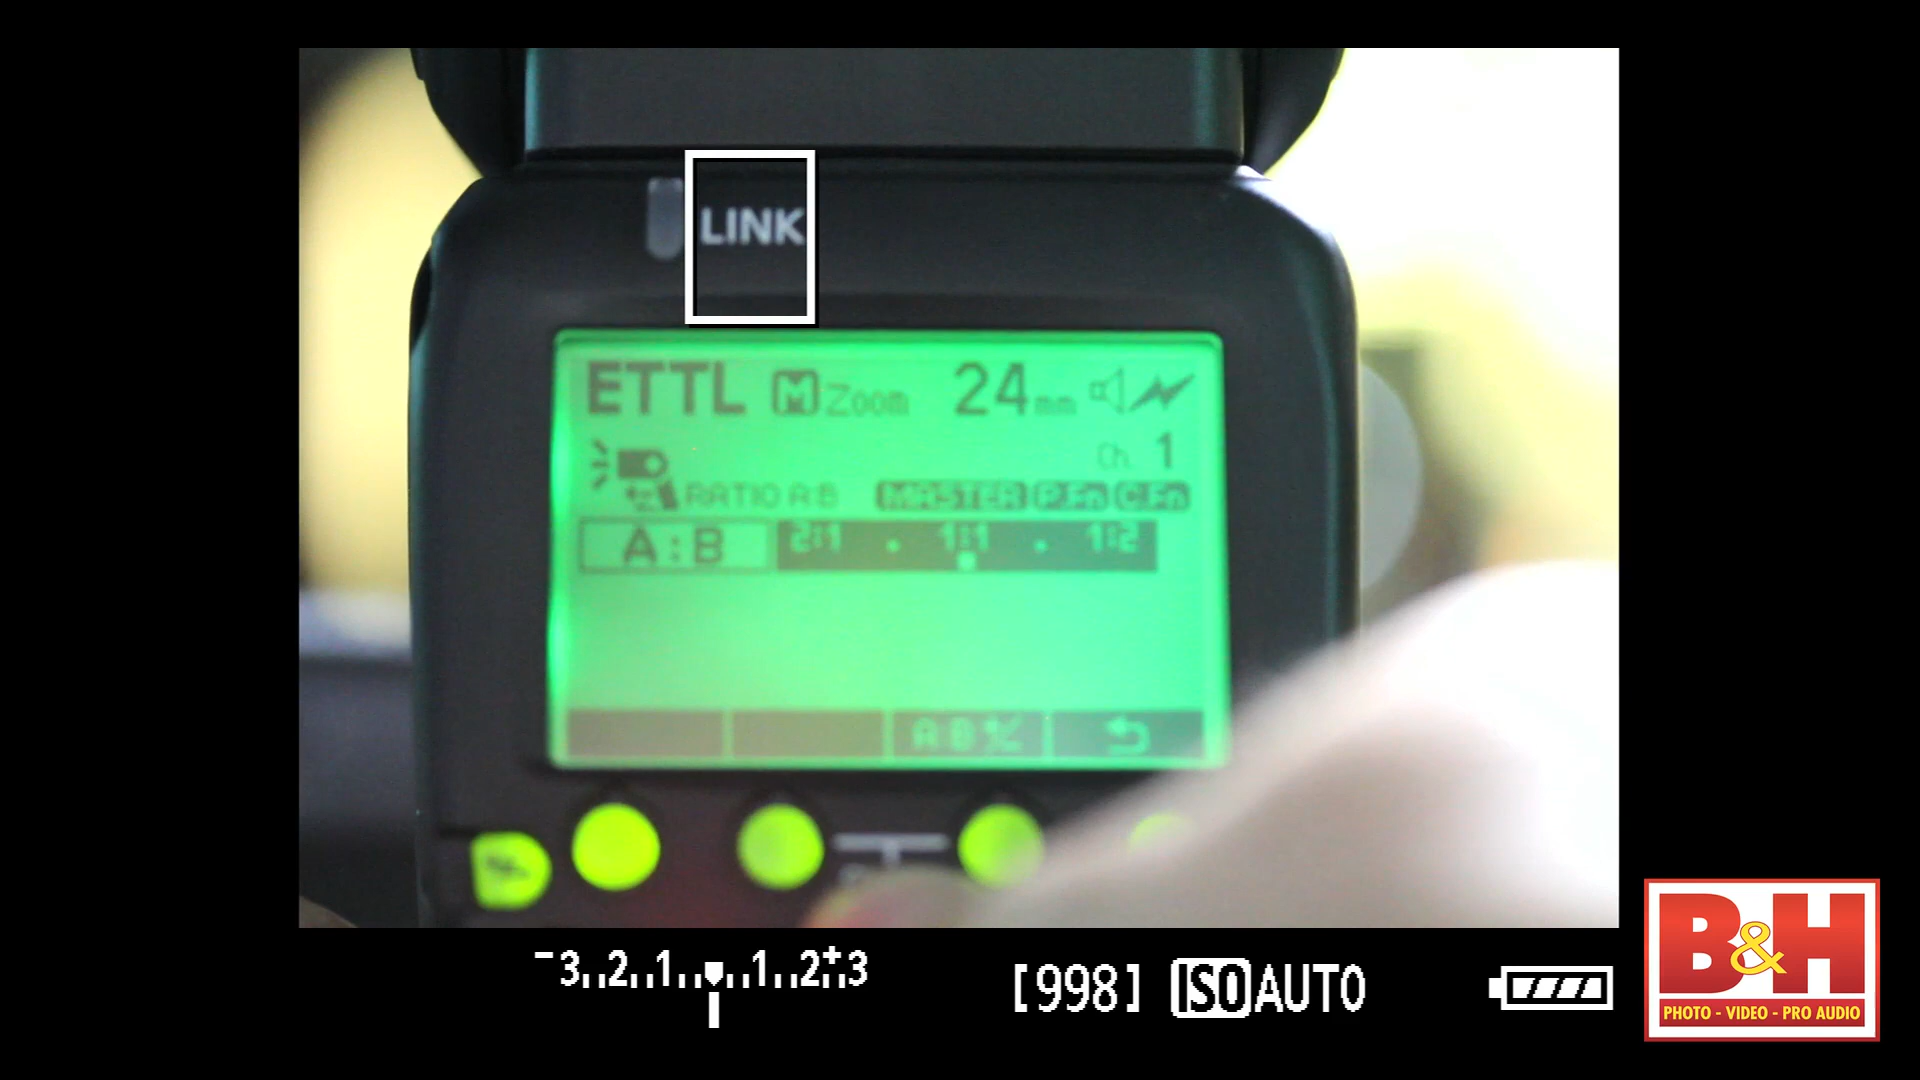 LINK
ETTL M Zoom 24mm
Ch. 1
RATIO A:B MASTER P.Fn C.Fn
A:B 2:1 · 1:1 · 1:2
A:B +/-
-3..2..1..0..1..2..+3
[998] ISO AUTO
B&H
PHOTO - VIDEO - PRO AUDIO